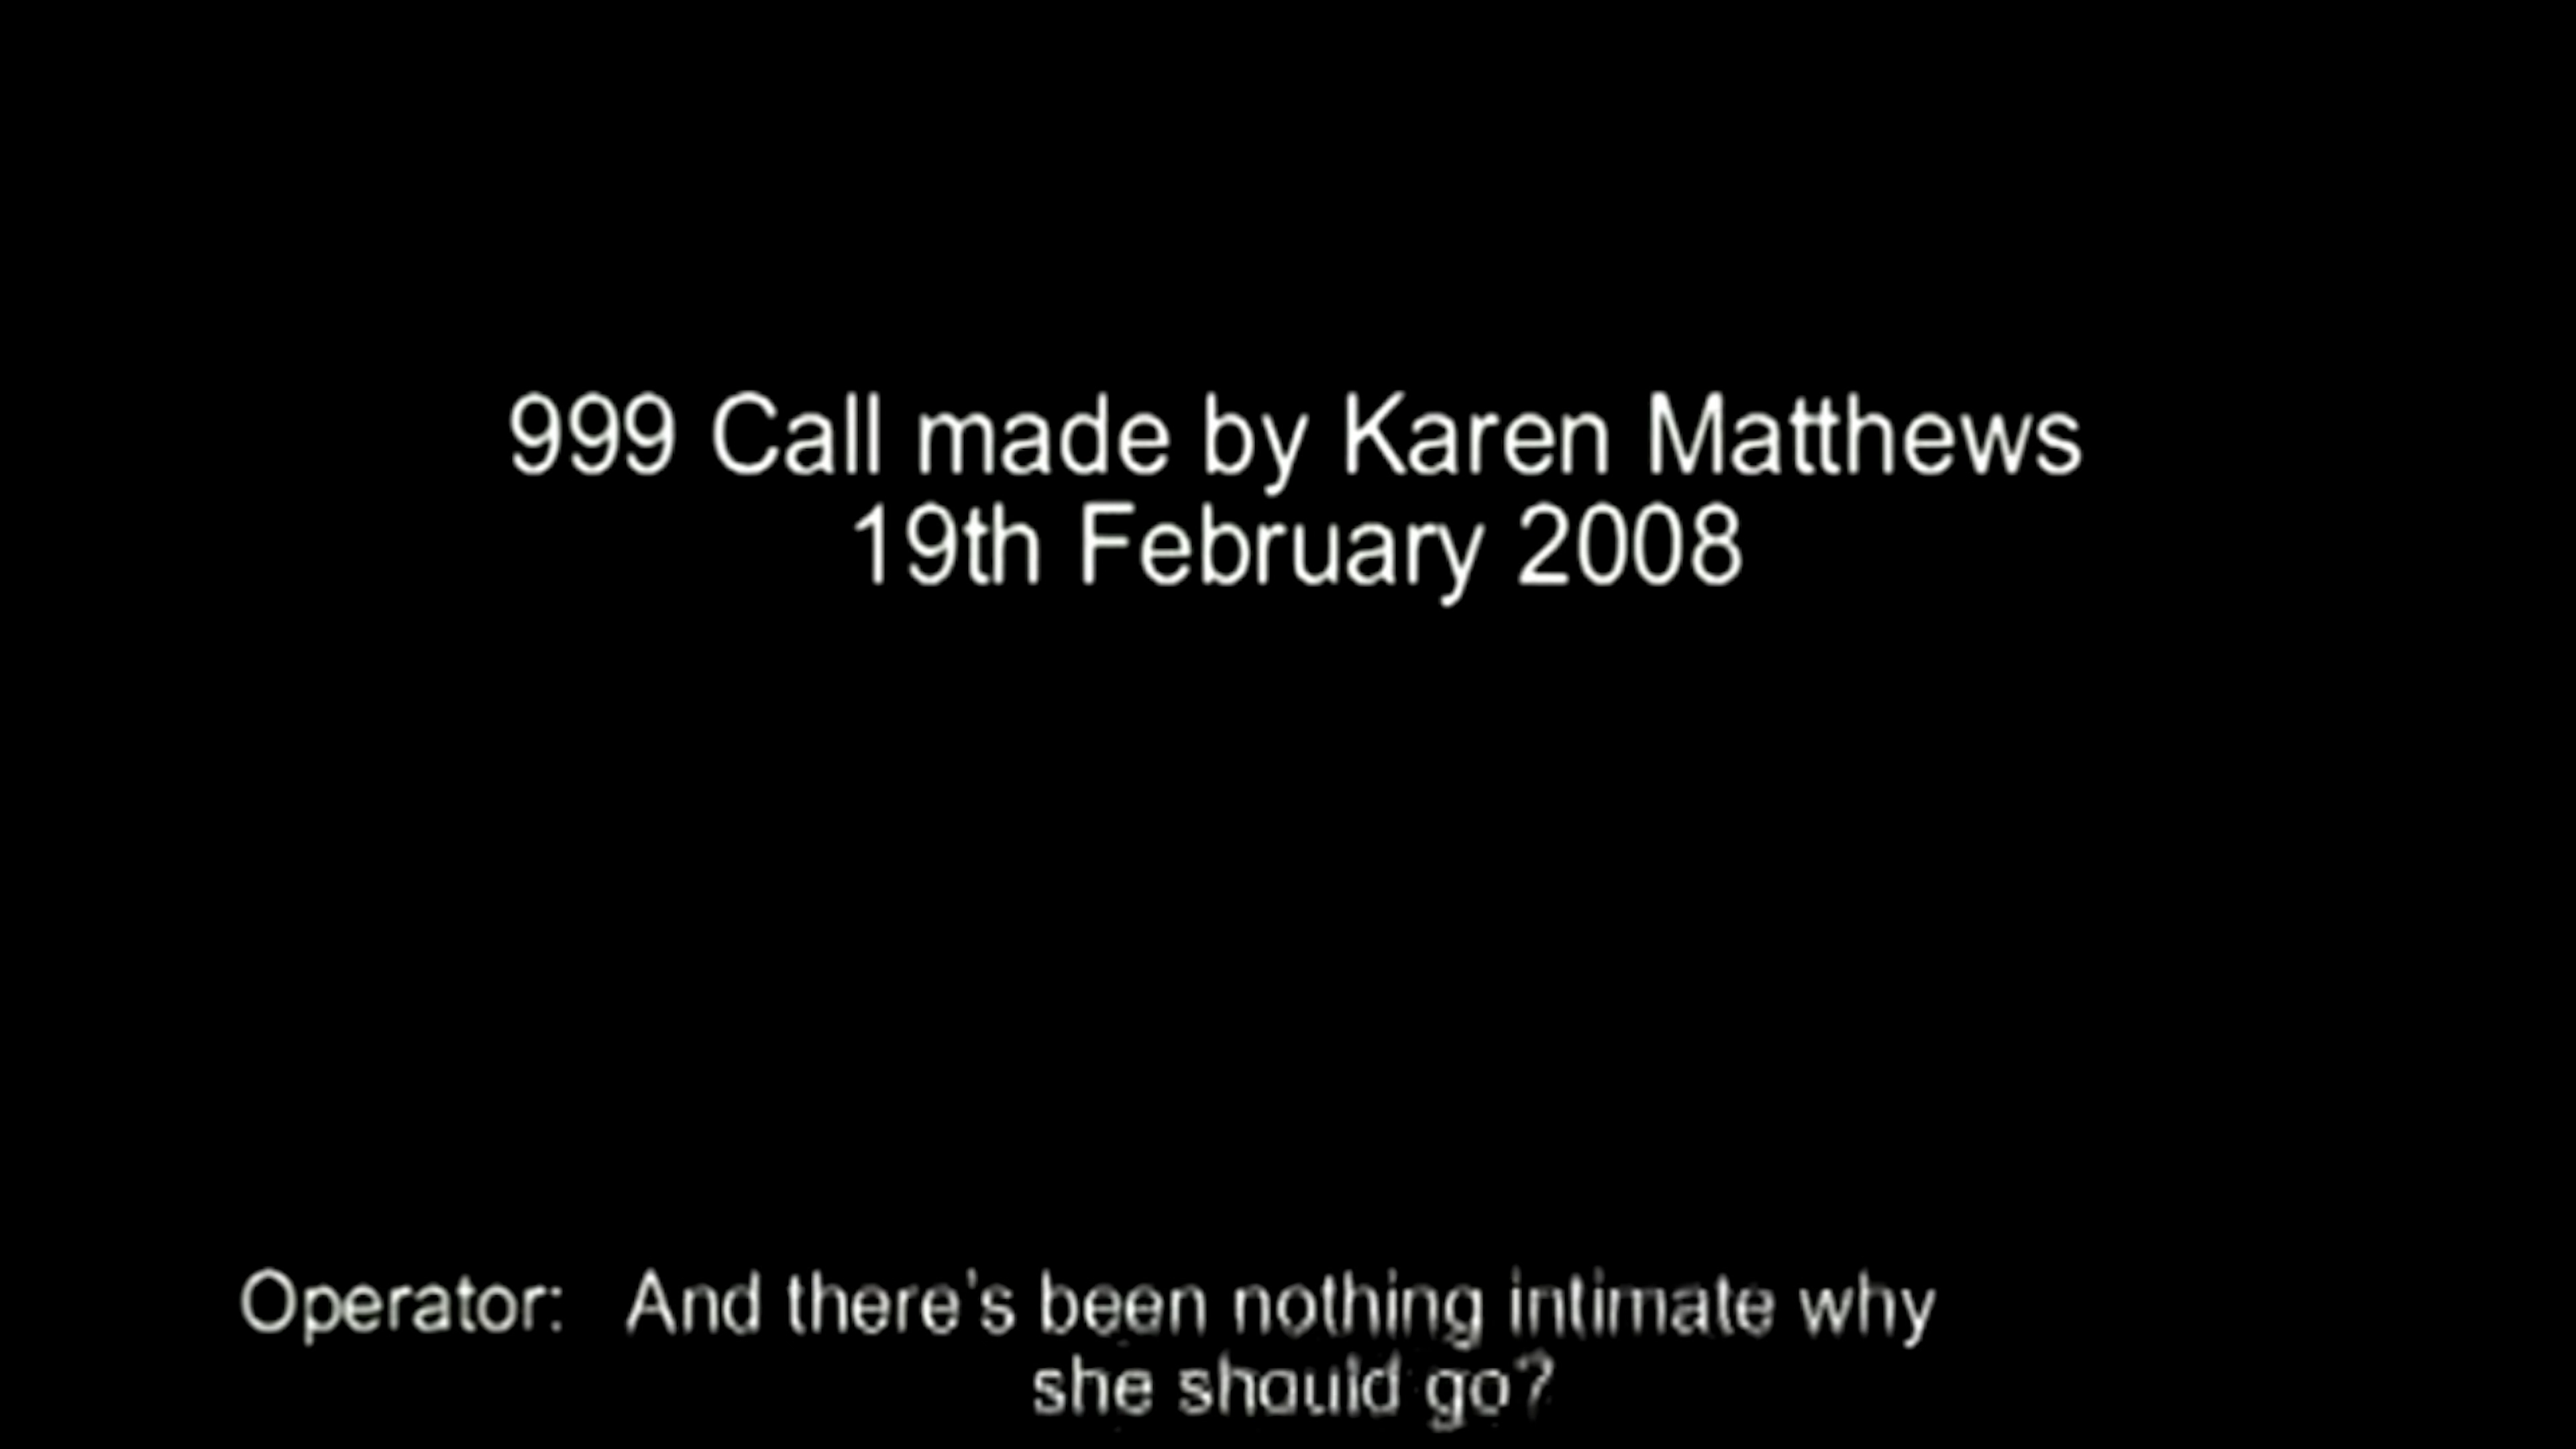 999 Call made by Karen Matthews
19th February 2008
Operator: And there's been nothing intimate why
she should go?